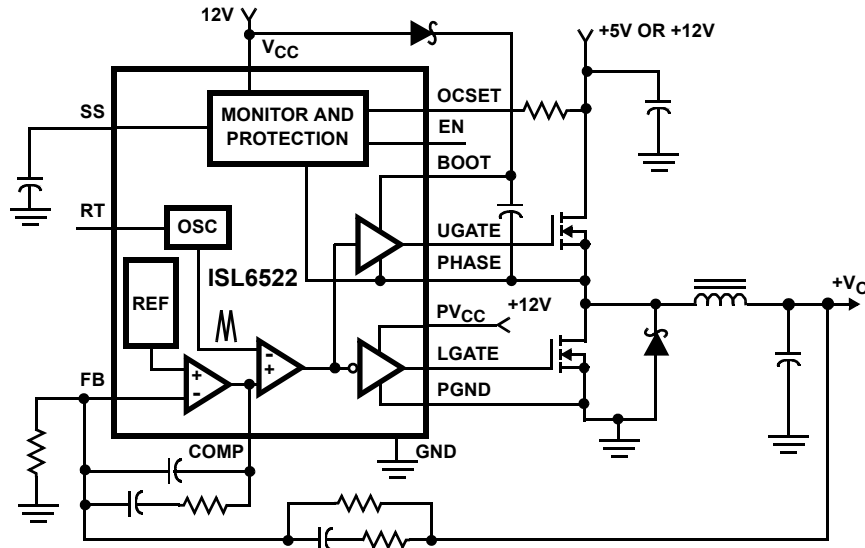 12V
+5V OR +12V
VCC
SS
MONITOR AND
PROTECTION
OCSET
EN
BOOT
RT
OSC
UGATE
ISL6522
PHASE
REF
+12V
PVCC
+VO
LGATE
FB
+
-
-
+
PGND
COMP
GND